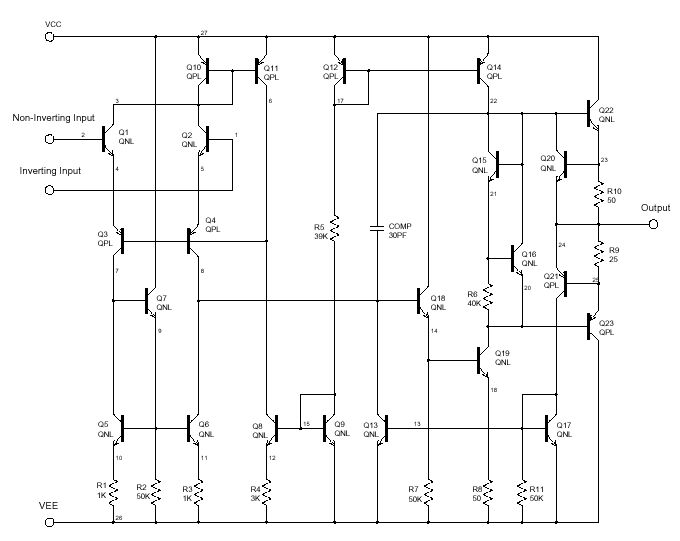 VCC
27
Q10
QPL
Q11
QPL
Q12
QPL
Q14
QPL
3
6
17
22
Q22
QNL
Non-Inverting Input
2
Q1
QNL
Q2
QNL
1
Q15
QNL
Q20
QNL
23
Inverting Input
4
5
21
R10
50
Output
Q3
QPL
Q4
QPL
R5
39K
COMP
30PF
24
Q16
QNL
R9
25
7
8
Q21
QPL
25
20
Q7
QNL
Q18
QNL
R6
40K
9
14
Q23
QPL
Q19
QNL
18
Q5
QNL
Q6
QNL
Q8
QNL
15
Q9
QNL
Q13
QNL
13
Q17
QNL
10
11
12
R1
1K
R2
50K
R3
1K
R4
3K
R7
50K
R8
50
R11
50K
VEE
26